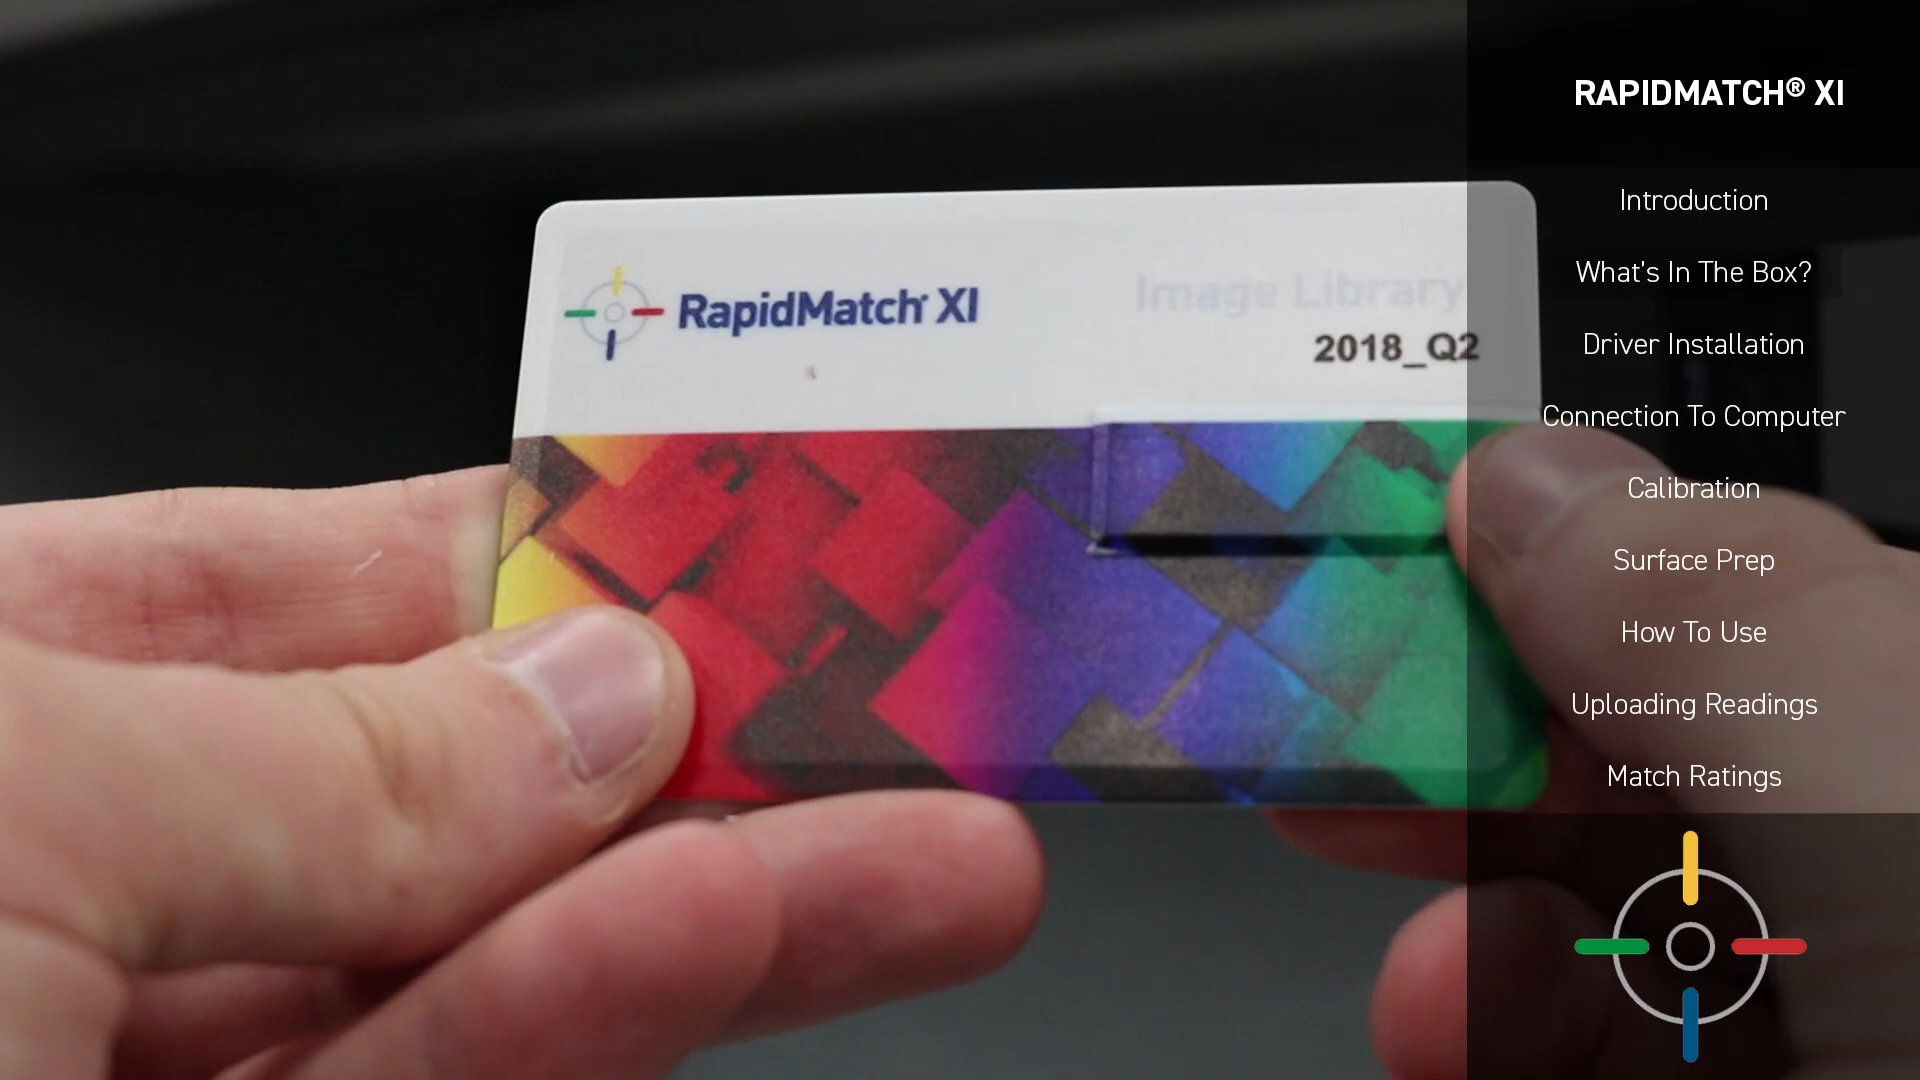 RapidMatch XI
Image Library
2018_Q2
RAPIDMATCH® XI
Introduction
What's In The Box?
Driver Installation
Connection To Computer
Calibration
Surface Prep
How To Use
Uploading Readings
Match Ratings